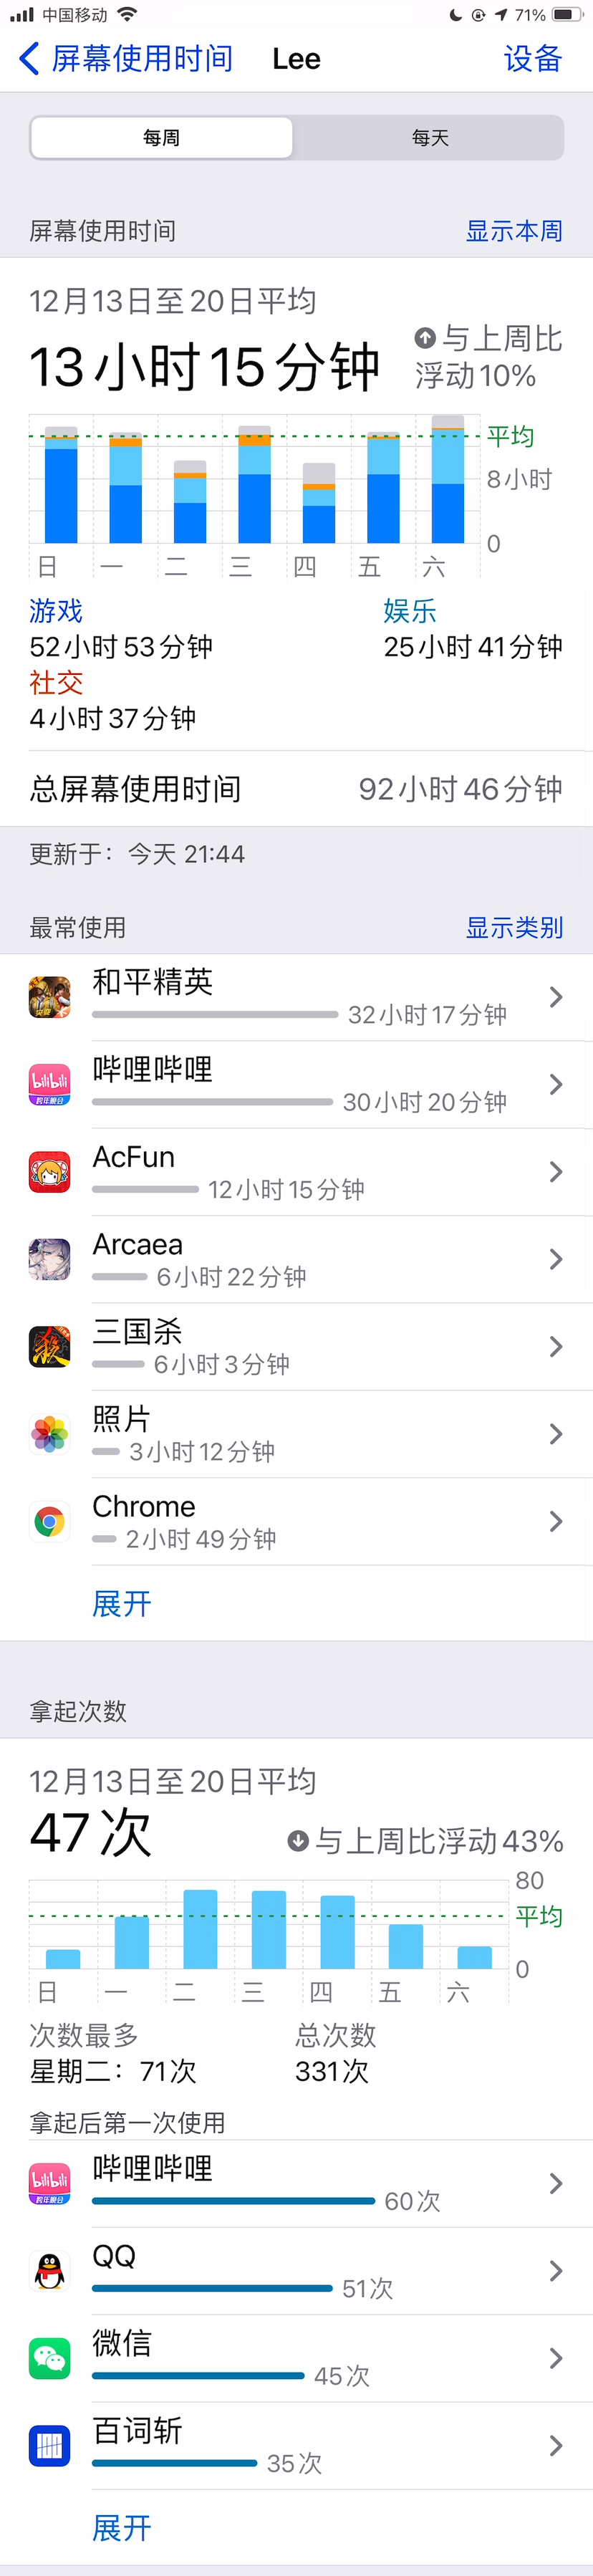 中国移动 71%
屏幕使用时间 Lee 设备
每周 每天
屏幕使用时间 显示本周
12月13日至20日平均
13小时15分钟
与上周比
浮动10%
平均
8小时
0
日 一 二 三 四 五 六
游戏 娱乐
52小时53分钟 25小时41分钟
社交
4小时37分钟
总屏幕使用时间 92小时46分钟
更新于：今天 21:44
最常使用 显示类别
和平精英
32小时17分钟
bilibili
跨年晚会
哔哩哔哩
30小时20分钟
AcFun
12小时15分钟
Arcaea
6小时22分钟
殺
三国杀
6小时3分钟
照片
3小时12分钟
Chrome
2小时49分钟
展开
拿起次数
12月13日至20日平均
47次 与上周比浮动43%
80
平均
0
日 一 二 三 四 五 六
次数最多 总次数
星期二：71次 331次
拿起后第一次使用
bilibili
跨年晚会
哔哩哔哩
60次
QQ
51次
微信
45次
百词斩
35次
展开